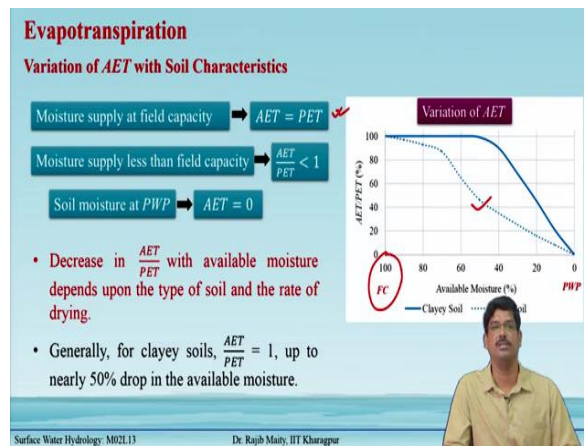 Evapotranspiration
Variation of AET with Soil Characteristics
Moisture supply at field capacity → AET = PET
Moisture supply less than field capacity → AET/PET < 1
Soil moisture at PWP → AET = 0
• Decrease in AET/PET with available moisture
depends upon the type of soil and the rate of
drying.
• Generally, for clayey soils, AET/PET = 1, up to
nearly 50% drop in the available moisture.
Variation of AET
AET/PET (%)
100
80
60
40
20
0
100 80 60 40 20 0
FC Available Moisture (%) PWP
Clayey Soil
Surface Water Hydrology: M02L13 Dr. Rajib Maity, IIT Kharagpur